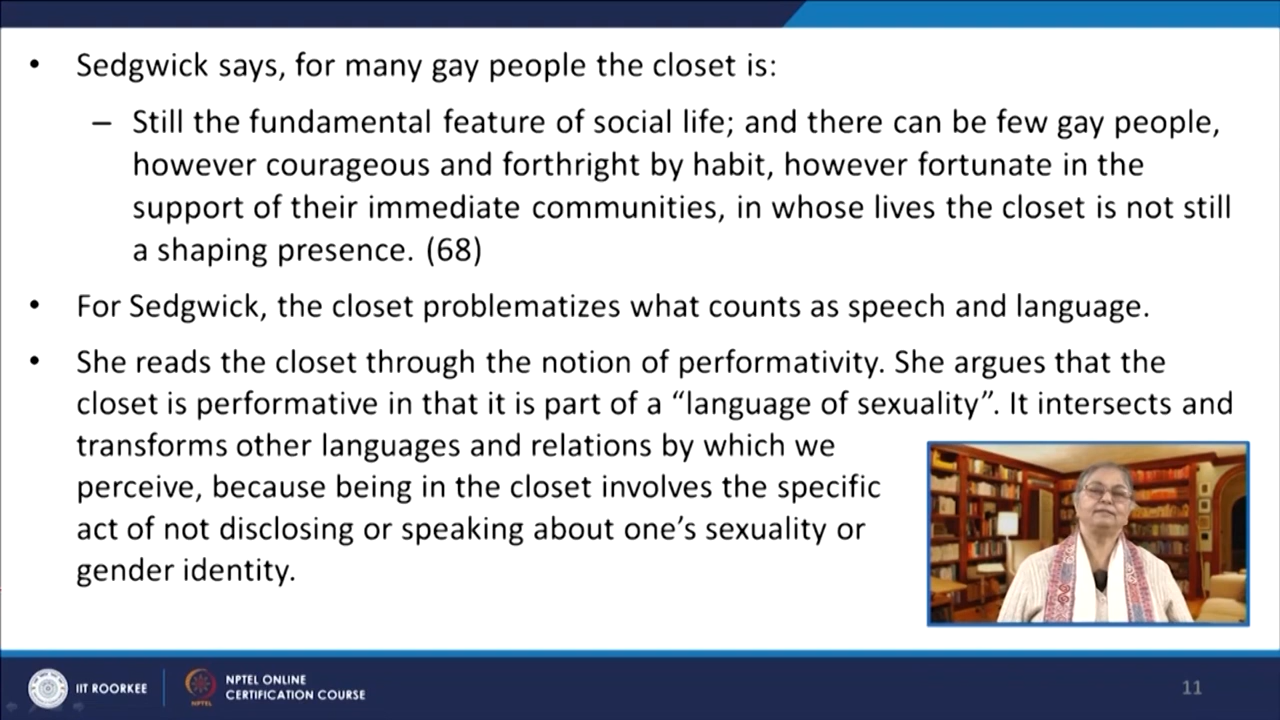 • Sedgwick says, for many gay people the closet is:
– Still the fundamental feature of social life; and there can be few gay people,
however courageous and forthright by habit, however fortunate in the
support of their immediate communities, in whose lives the closet is not still
a shaping presence. (68)
• For Sedgwick, the closet problematizes what counts as speech and language.
• She reads the closet through the notion of performativity. She argues that the
closet is performative in that it is part of a “language of sexuality”. It intersects and
transforms other languages and relations by which we
perceive, because being in the closet involves the specific
act of not disclosing or speaking about one’s sexuality or
gender identity.
IIT ROORKEE
NPTEL
NPTEL ONLINE
CERTIFICATION COURSE
11